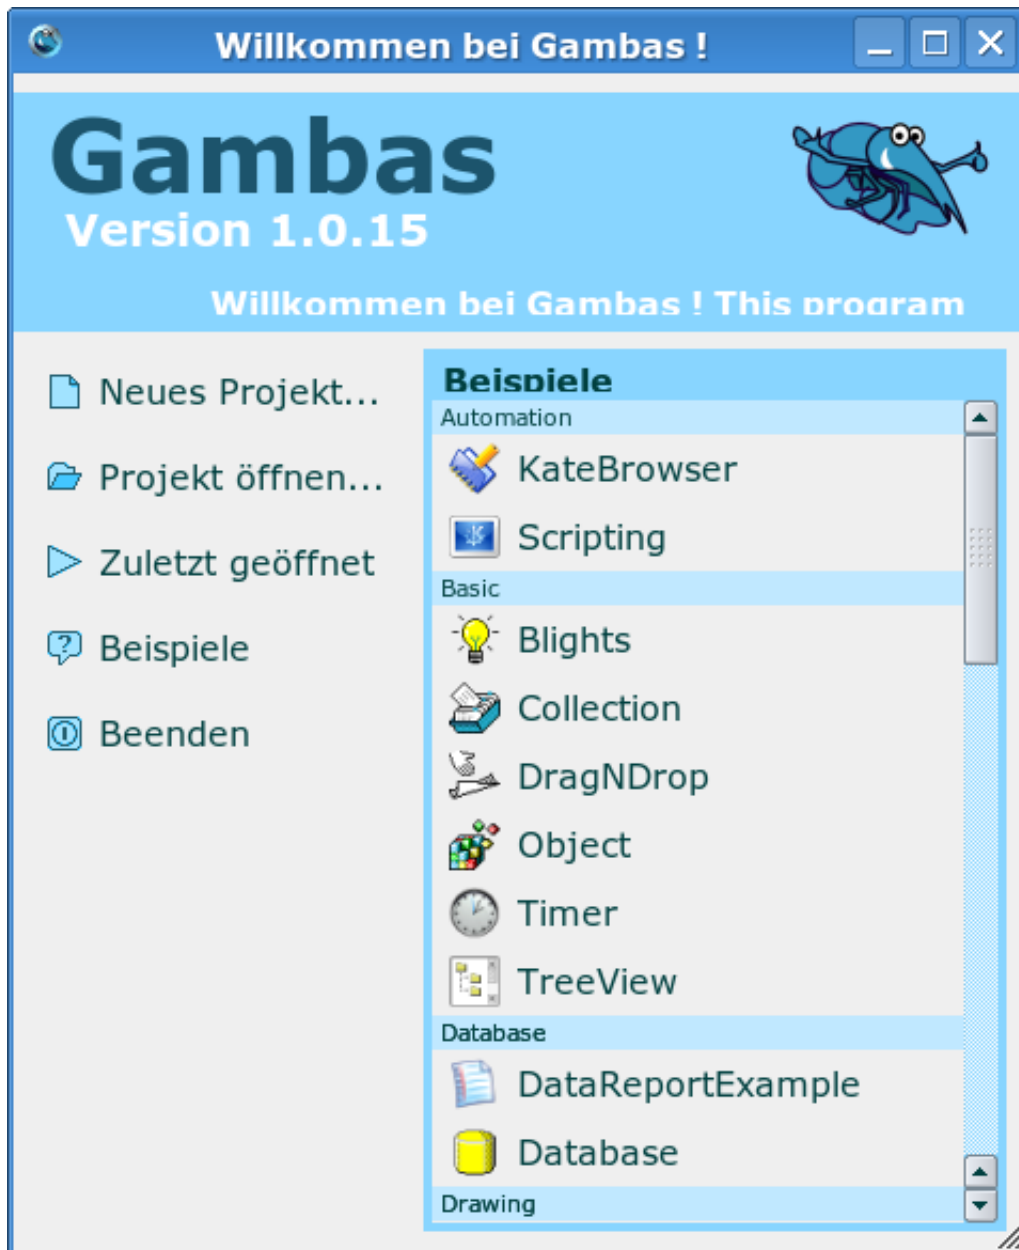 Willkommen bei Gambas !
Gambas
Version 1.0.15
Willkommen bei Gambas ! This program
Neues Projekt...
Projekt öffnen...
Zuletzt geöffnet
Beispiele
Beenden
Beispiele
Automation
KateBrowser
Scripting
Basic
Blights
Collection
DragNDrop
Object
Timer
TreeView
Database
DataReportExample
Database
Drawing